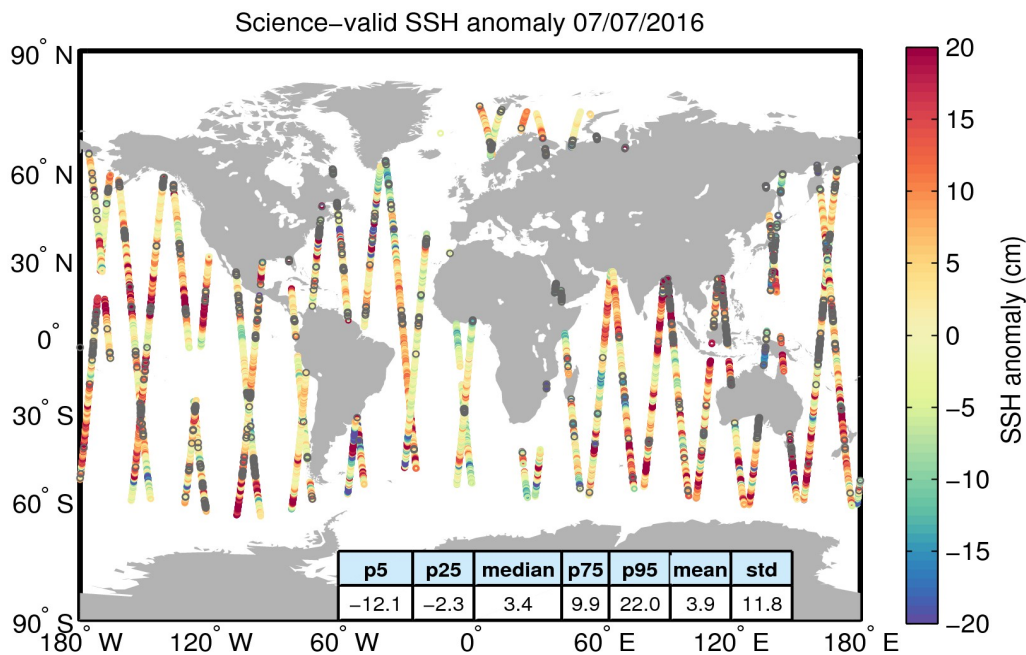 Science−valid SSH anomaly 07/07/2016
90° N
60° N
30° N
0°
30° S
60° S
90° S
180° W
120° W
60° W
0°
60° E
120° E
180° E
p5 p25 median p75 p95 mean std
−12.1 −2.3 3.4 9.9 22.0 3.9 11.8
20
15
10
5
0
−5
−10
−15
−20
SSH anomaly (cm)